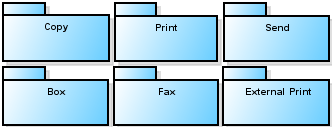 Copy
Print
Send
Box
Fax
External Print